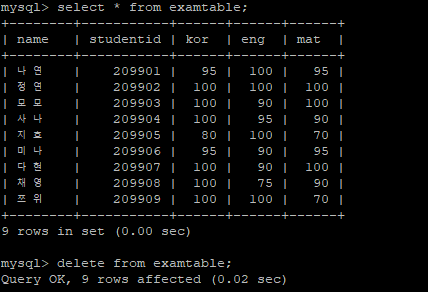 mysql> select * from examtable;
+---------+-----------+------+------+------+
| name    | studentid | kor  | eng  | mat  |
+---------+-----------+------+------+------+
| 나연    |    209901 |   95 |  100 |   95 |
| 정연    |    209902 |  100 |  100 |  100 |
| 모모    |    209903 |  100 |   90 |  100 |
| 사나    |    209904 |  100 |   95 |   90 |
| 지효    |    209905 |   80 |  100 |   70 |
| 미나    |    209906 |   95 |   90 |   95 |
| 다현    |    209907 |  100 |   90 |  100 |
| 채영    |    209908 |  100 |   75 |   90 |
| 쯔위    |    209909 |  100 |  100 |   70 |
+---------+-----------+------+------+------+
9 rows in set (0.00 sec)
mysql> delete from examtable;
Query OK, 9 rows affected (0.02 sec)